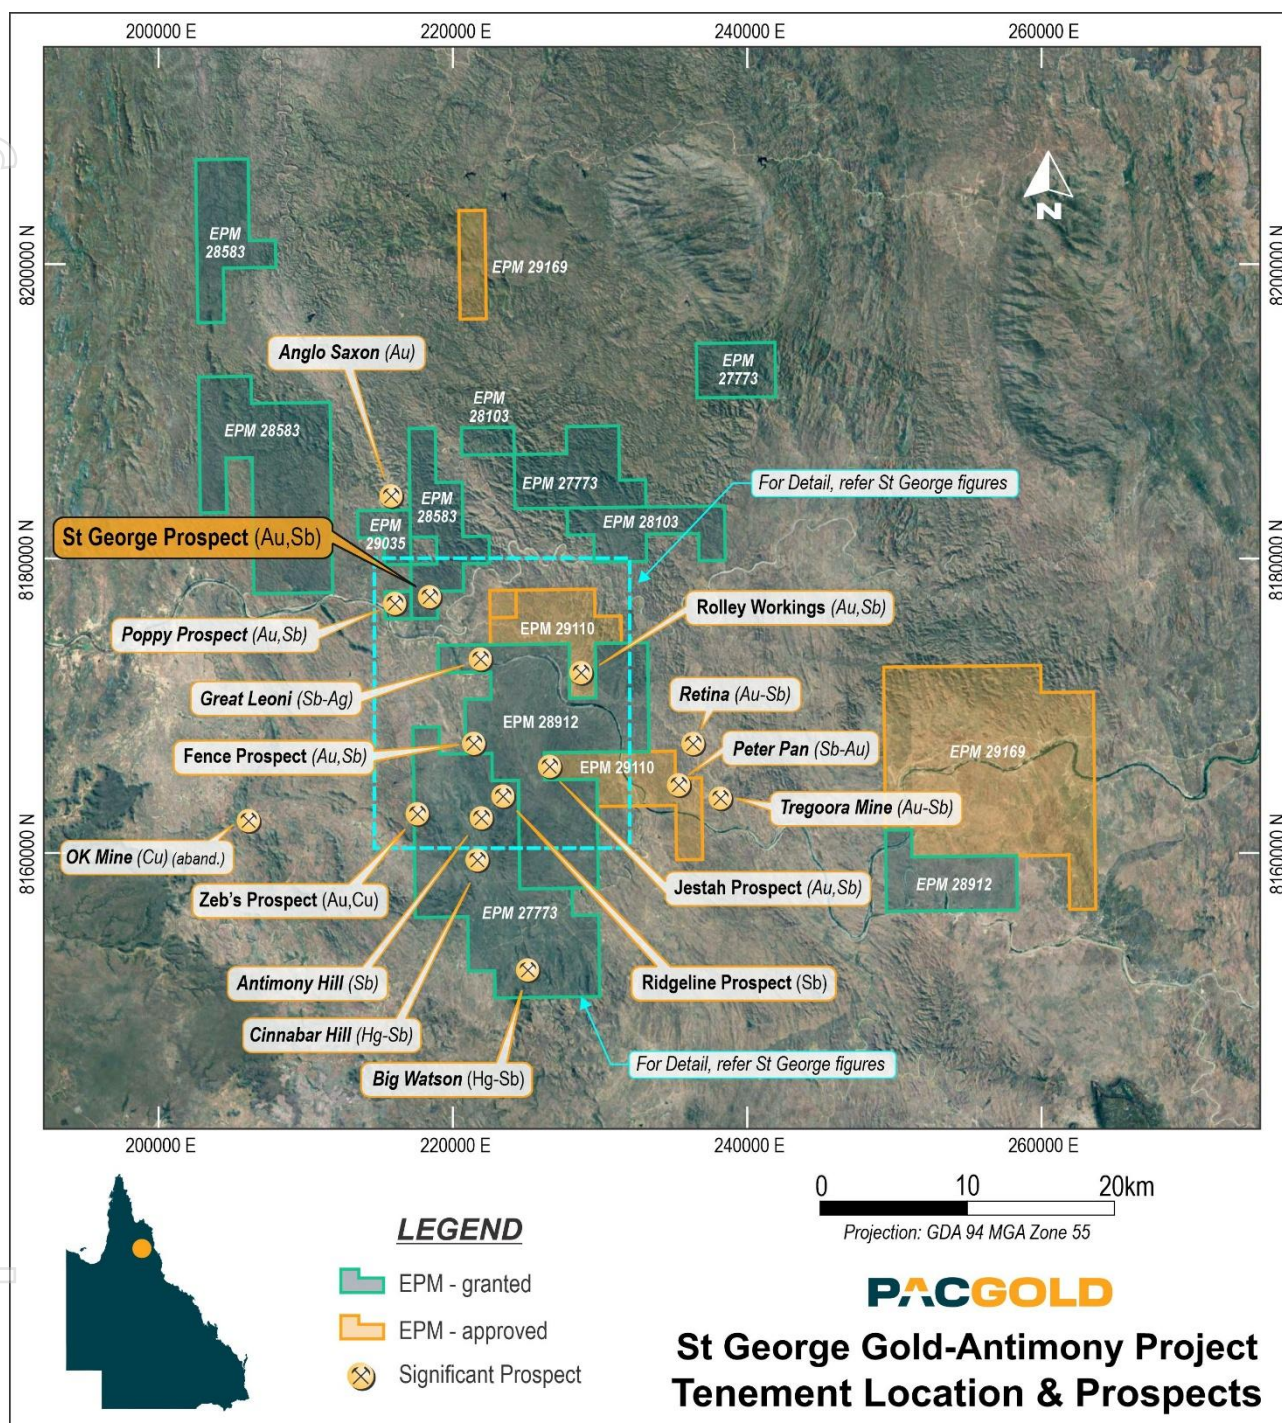 200000 E
220000 E
240000 E
260000 E
8200000 N
8200000 N
N
EPM
28583
EPM 29169
Anglo Saxon (Au)
EPM
27773
EPM 28583
EPM
28103
EPM 27773
For Detail, refer St George figures
EPM
28583
EPM 28103
EPM
29035
St George Prospect (Au,Sb)
8180000 N
8180000 N
Rolley Workings (Au,Sb)
EPM 29110
Poppy Prospect (Au,Sb)
Great Leoni (Sb-Ag)
Retina (Au-Sb)
EPM 28912
Fence Prospect (Au,Sb)
Peter Pan (Sb-Au)
EPM 29169
EPM 29110
Tregoora Mine (Au-Sb)
OK Mine (Cu) (aband.)
8160000 N
8160000 N
Zeb's Prospect (Au,Cu)
Jestah Prospect (Au,Sb)
EPM 28912
EPM 27773
Antimony Hill (Sb)
Ridgeline Prospect (Sb)
Cinnabar Hill (Hg-Sb)
Big Watson (Hg-Sb)
For Detail, refer St George figures
200000 E
220000 E
240000 E
260000 E
0 10 20km
Projection: GDA 94 MGA Zone 55
LEGEND
EPM - granted
EPM - approved
Significant Prospect
PACGOLD
St George Gold-Antimony Project
Tenement Location & Prospects